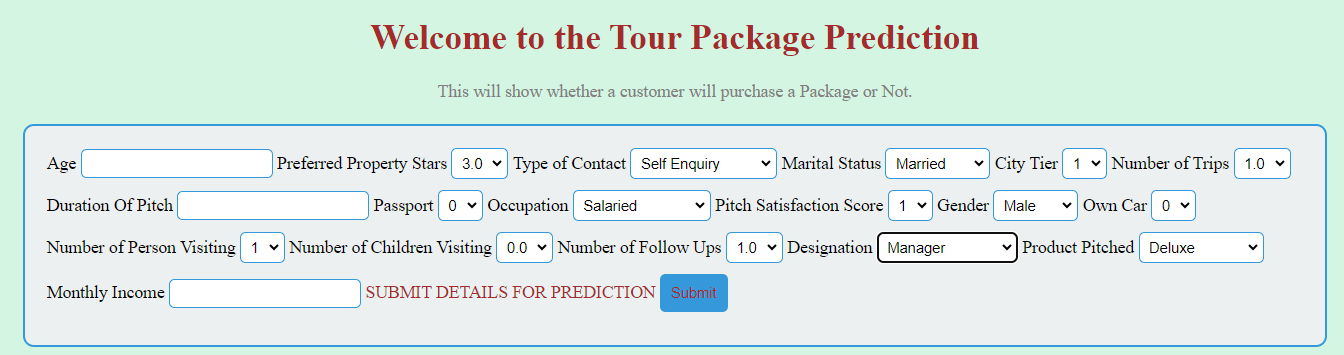 Welcome to the Tour Package Prediction
This will show whether a customer will purchase a Package or Not.
Age Preferred Property Stars 3.0 Type of Contact Self Enquiry Marital Status Married City Tier 1 Number of Trips 1.0
Duration Of Pitch Passport 0 Occupation Salaried Pitch Satisfaction Score 1 Gender Male Own Car 0
Number of Person Visiting 1 Number of Children Visiting 0.0 Number of Follow Ups 1.0 Designation Manager Product Pitched Deluxe
Monthly Income SUBMIT DETAILS FOR PREDICTION Submit